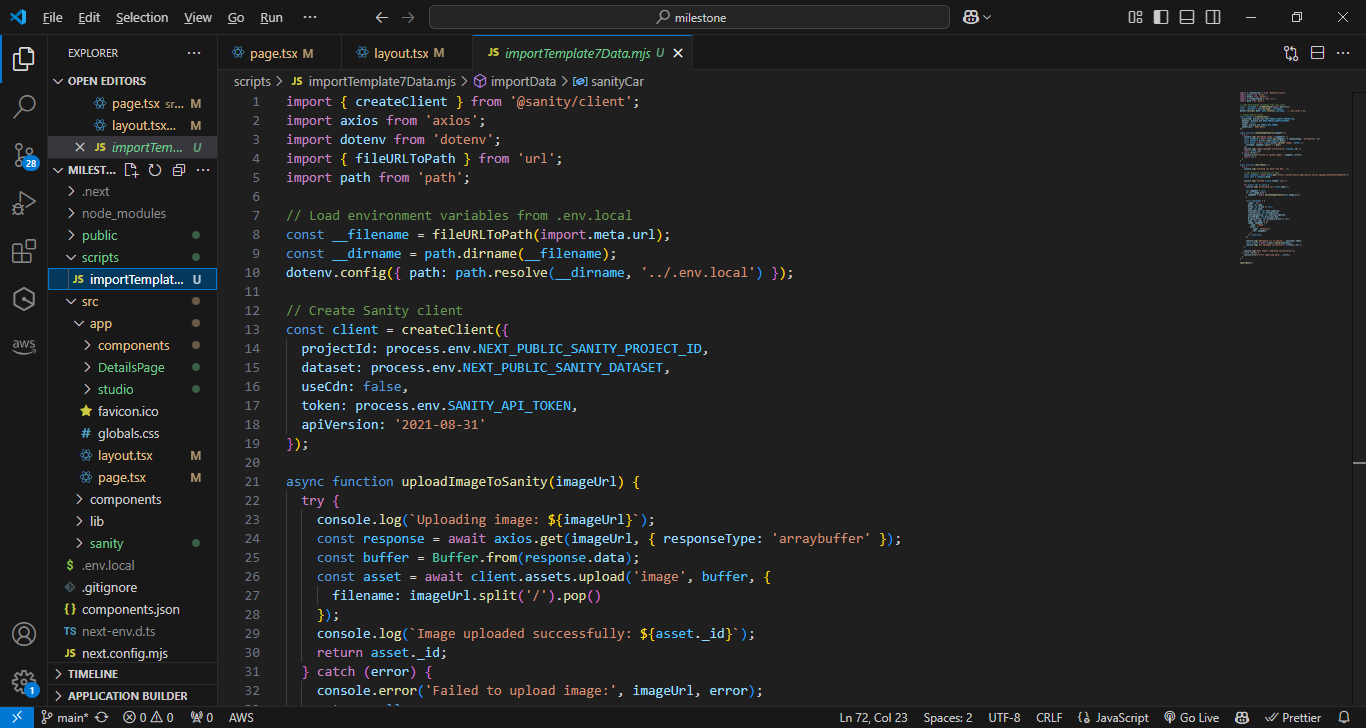 File Edit Selection View Go Run ··· milestone
EXPLORER
OPEN EDITORS
page.tsx sr... M
layout.tsx... M
importTem... U
MILEST...
.next
node_modules
public
scripts
JS importTemplat... U
src
app
components
DetailsPage
studio
favicon.ico
# globals.css
layout.tsx M
page.tsx M
components
lib
sanity
$ .env.local
.gitignore
{} components.json
TS next-env.d.ts
JS next.config.mjs
TIMELINE
APPLICATION BUILDER
28
aws
1
page.tsx M layout.tsx M JS importTemplate7Data.mjs U
scripts > JS importTemplate7Data.mjs > importData > sanityCar
1 import { createClient } from '@sanity/client';
2 import axios from 'axios';
3 import dotenv from 'dotenv';
4 import { fileURLToPath } from 'url';
5 import path from 'path';
6
7 // Load environment variables from .env.local
8 const __filename = fileURLToPath(import.meta.url);
9 const __dirname = path.dirname(__filename);
10 dotenv.config({ path: path.resolve(__dirname, '../.env.local') });
11
12 // Create Sanity client
13 const client = createClient({
14 projectId: process.env.NEXT_PUBLIC_SANITY_PROJECT_ID,
15 dataset: process.env.NEXT_PUBLIC_SANITY_DATASET,
16 useCdn: false,
17 token: process.env.SANITY_API_TOKEN,
18 apiVersion: '2021-08-31'
19 });
20
21 async function uploadImageToSanity(imageUrl) {
22 try {
23 console.log(`Uploading image: ${imageUrl}`);
24 const response = await axios.get(imageUrl, { responseType: 'arraybuffer' });
25 const buffer = Buffer.from(response.data);
26 const asset = await client.assets.upload('image', buffer, {
27 filename: imageUrl.split('/').pop()
28 });
29 console.log(`Image uploaded successfully: ${asset._id}`);
30 return asset._id;
31 } catch (error) {
32 console.error('Failed to upload image:', imageUrl, error);
main* 0 0 0 AWS Ln 72, Col 23 Spaces: 2 UTF-8 CRLF {} JavaScript Go Live Prettier